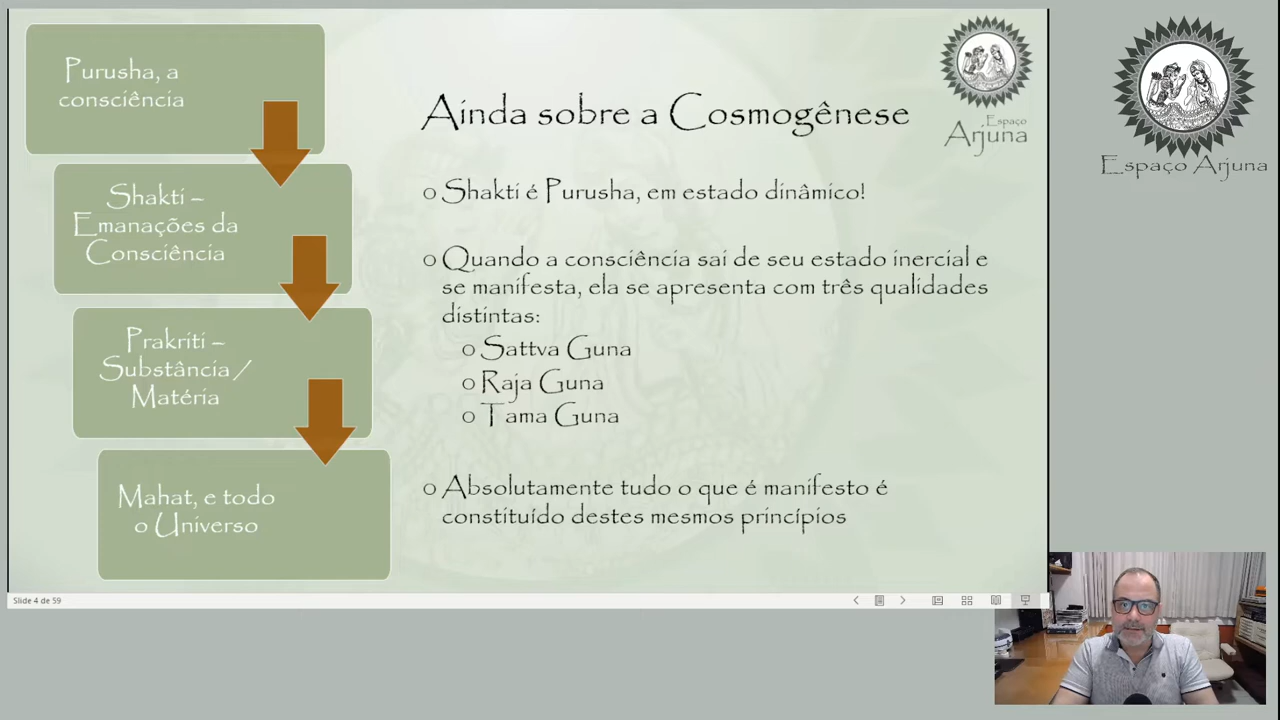 Purusha, a
consciência
Shakti –
Emanações da
Consciência
Prakriti –
Substância /
Matéria
Mahat, e todo
o Universo
Ainda sobre a Cosmogênese
Espaço
Arjuna
o Shakti é Purusha, em estado dinâmico!
o Quando a consciência sai de seu estado inercial e
se manifesta, ela se apresenta com três qualidades
distintas:
o Sattva Guna
o Raja Guna
o Tama Guna
o Absolutamente tudo o que é manifesto é
constituído destes mesmos princípios
Slide 4 de 59
Espaço Arjuna